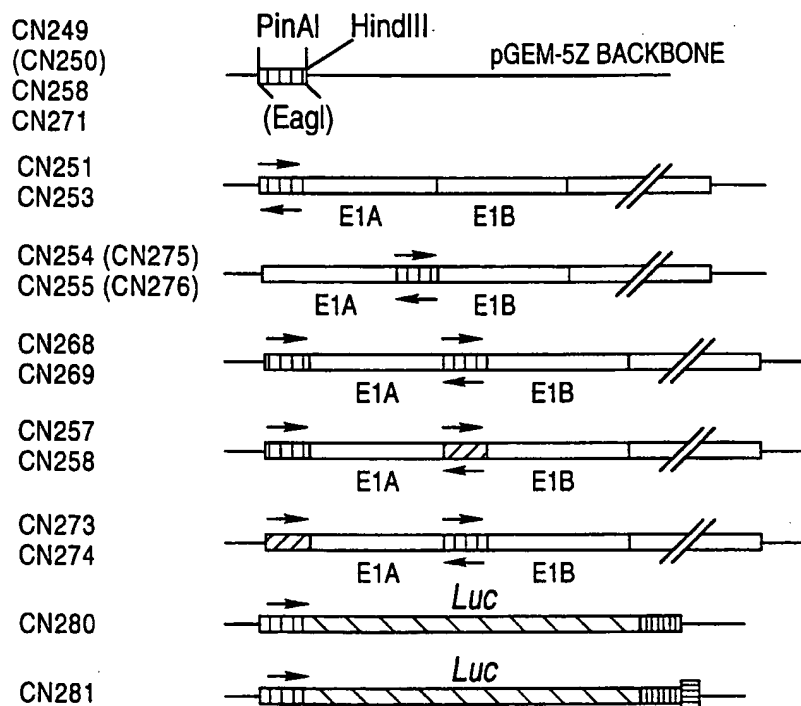 CN249
(CN250)
CN258
CN271
PinAI HindIII
pGEM-5Z BACKBONE
(EagI)
CN251
CN253
E1A E1B
CN254 (CN275)
CN255 (CN276)
E1A E1B
CN268
CN269
E1A E1B
CN257
CN258
E1A E1B
CN273
CN274
E1A E1B
CN280
Luc
CN281
Luc